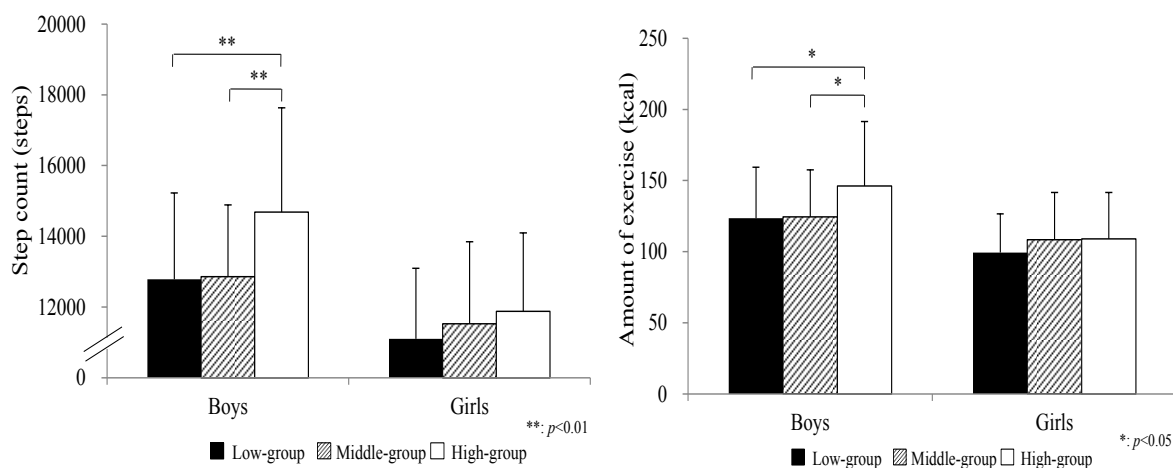 20000
18000
16000
14000
12000
0
Step count (steps)
**
**
Boys
Girls
**: p<0.01
Low-group Middle-group High-group
250
200
150
100
50
0
Amount of exercise (kcal)
*
*
Boys
Girls
*: p<0.05
Low-group Middle-group High-group